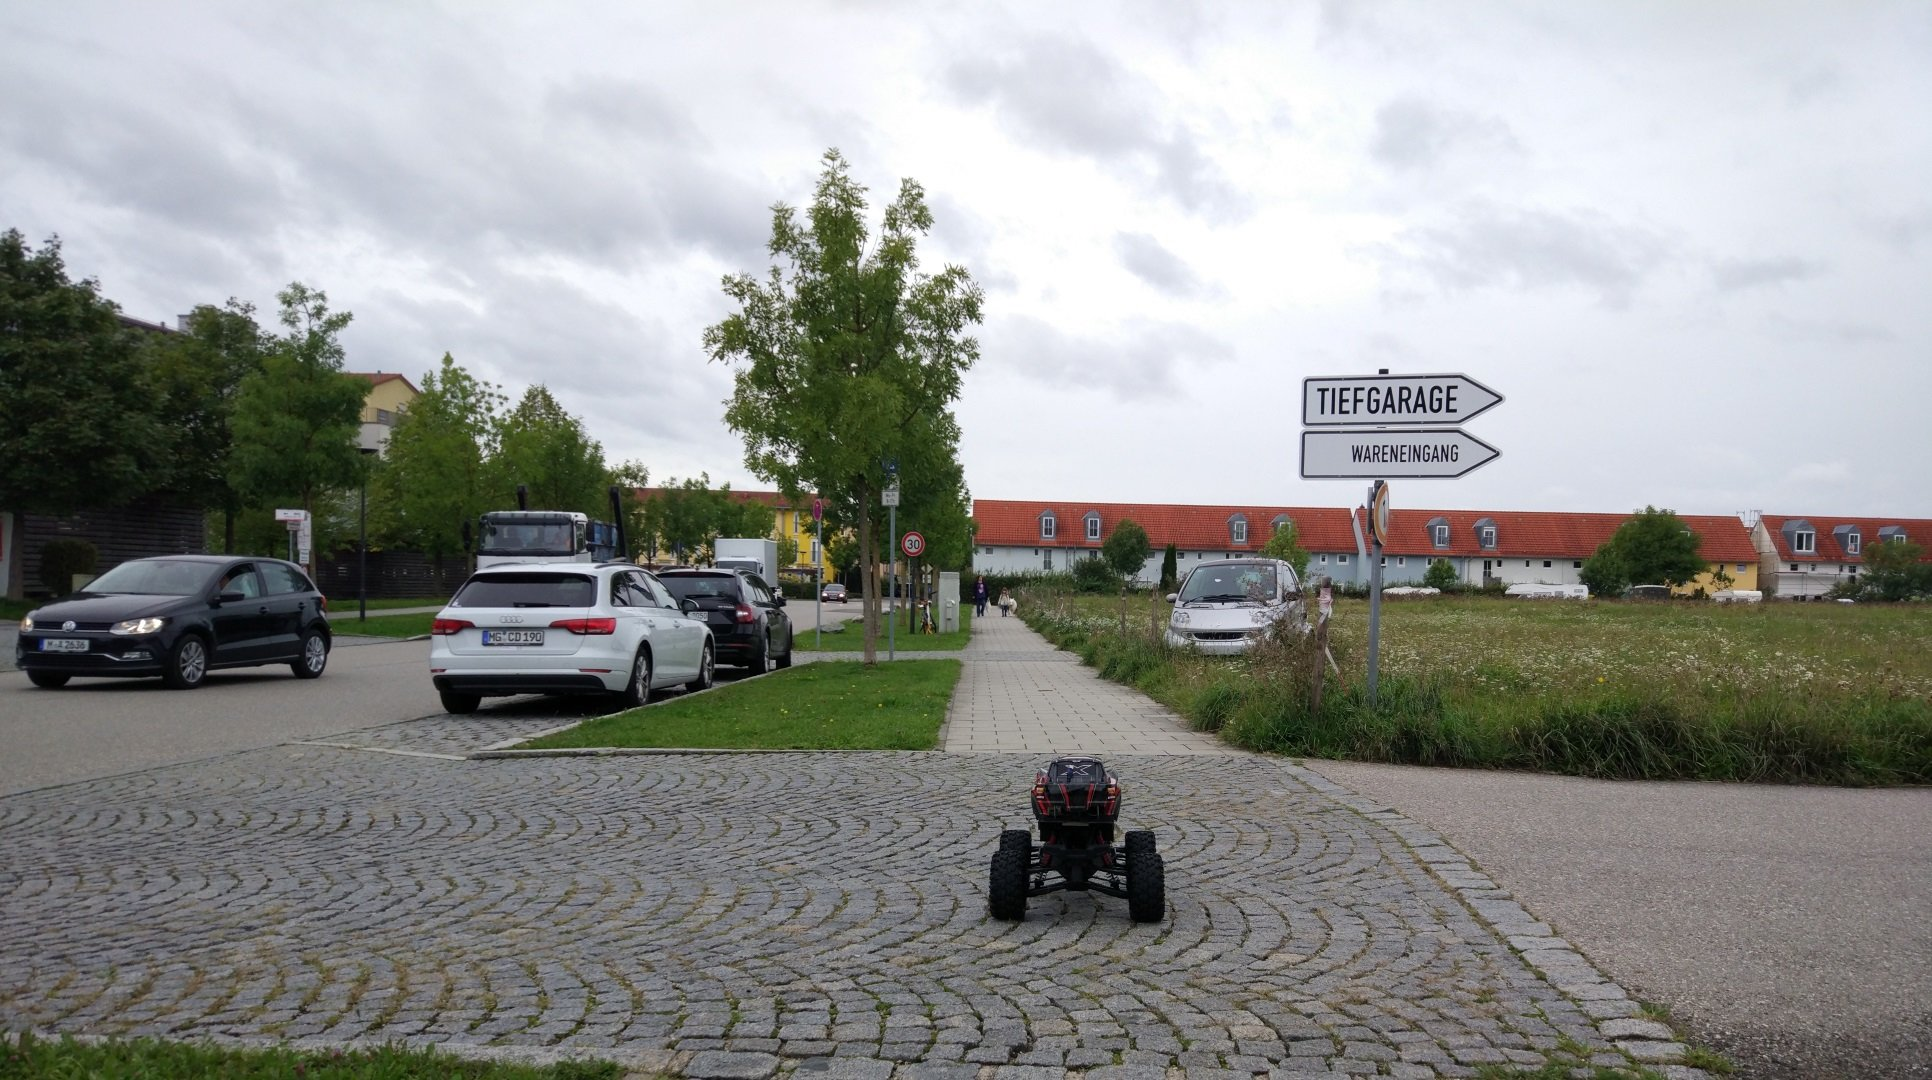 TIEFGARAGE
WARENEINGANG
30
MG CD 190
M A 2636